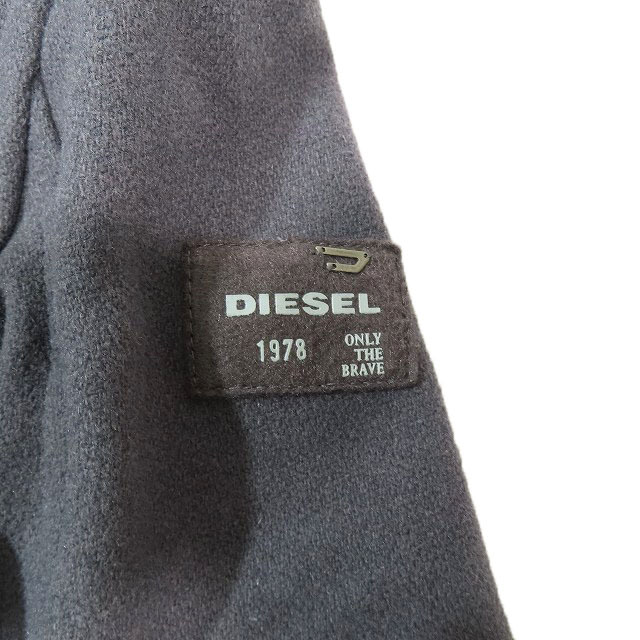 DIESEL
1978
ONLY
THE
BRAVE